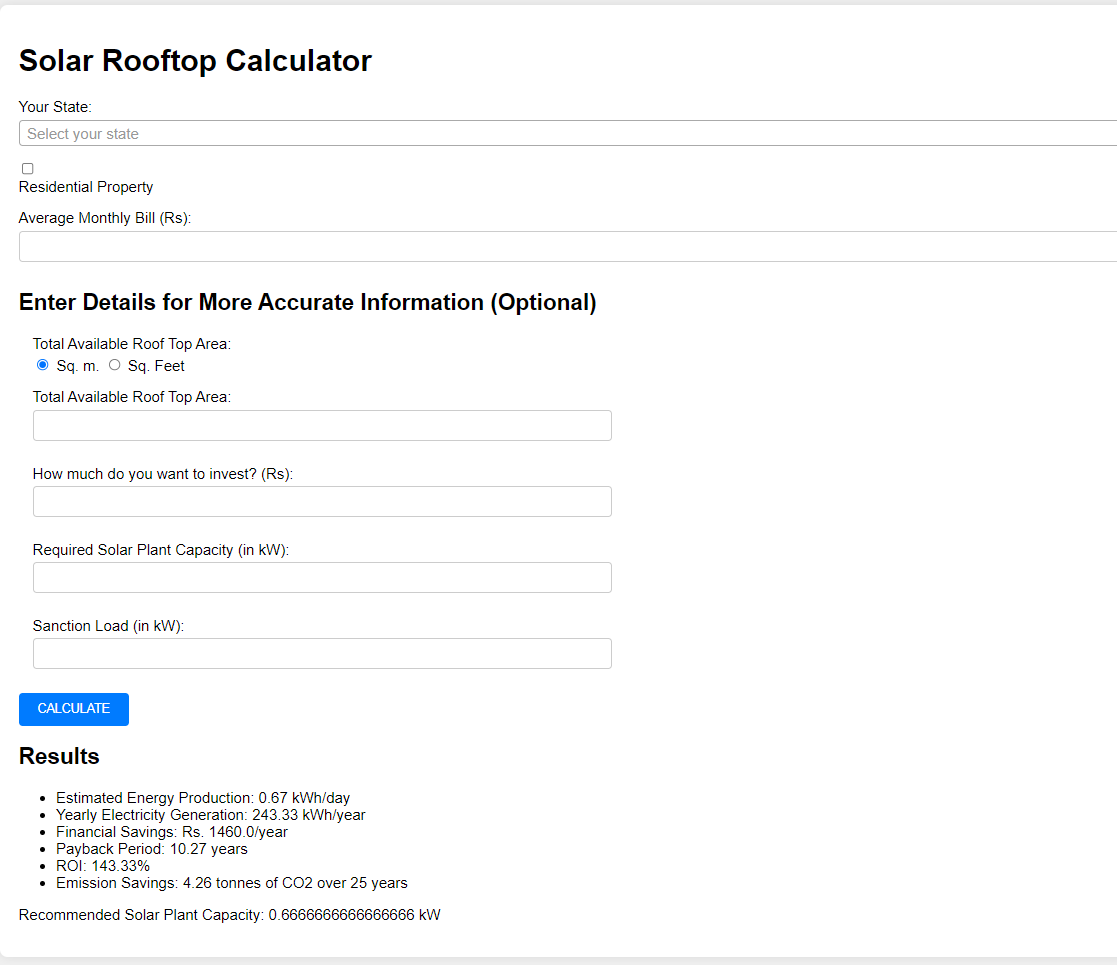 Solar Rooftop Calculator
Your State:
Select your state
Residential Property
Average Monthly Bill (Rs):
Enter Details for More Accurate Information (Optional)
Total Available Roof Top Area:
Sq. m. Sq. Feet
Total Available Roof Top Area:
How much do you want to invest? (Rs):
Required Solar Plant Capacity (in kW):
Sanction Load (in kW):
CALCULATE
Results
Estimated Energy Production: 0.67 kWh/day
Yearly Electricity Generation: 243.33 kWh/year
Financial Savings: Rs. 1460.0/year
Payback Period: 10.27 years
ROI: 143.33%
Emission Savings: 4.26 tonnes of CO2 over 25 years
Recommended Solar Plant Capacity: 0.6666666666666666 kW